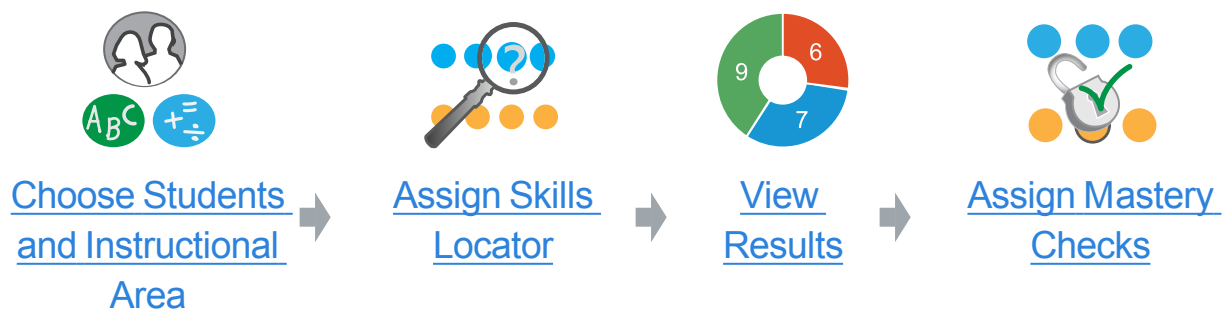 ABC
+ = ÷
?
9
6
7
Choose Students
and Instructional
Area
Assign Skills
Locator
View
Results
Assign Mastery
Checks